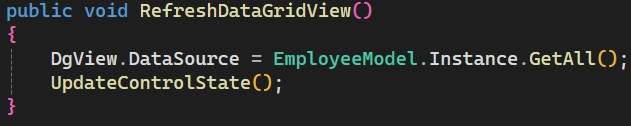 public void RefreshDataGridView()
{
    DgView.DataSource = EmployeeModel.Instance.GetAll();
    UpdateControlState();
}